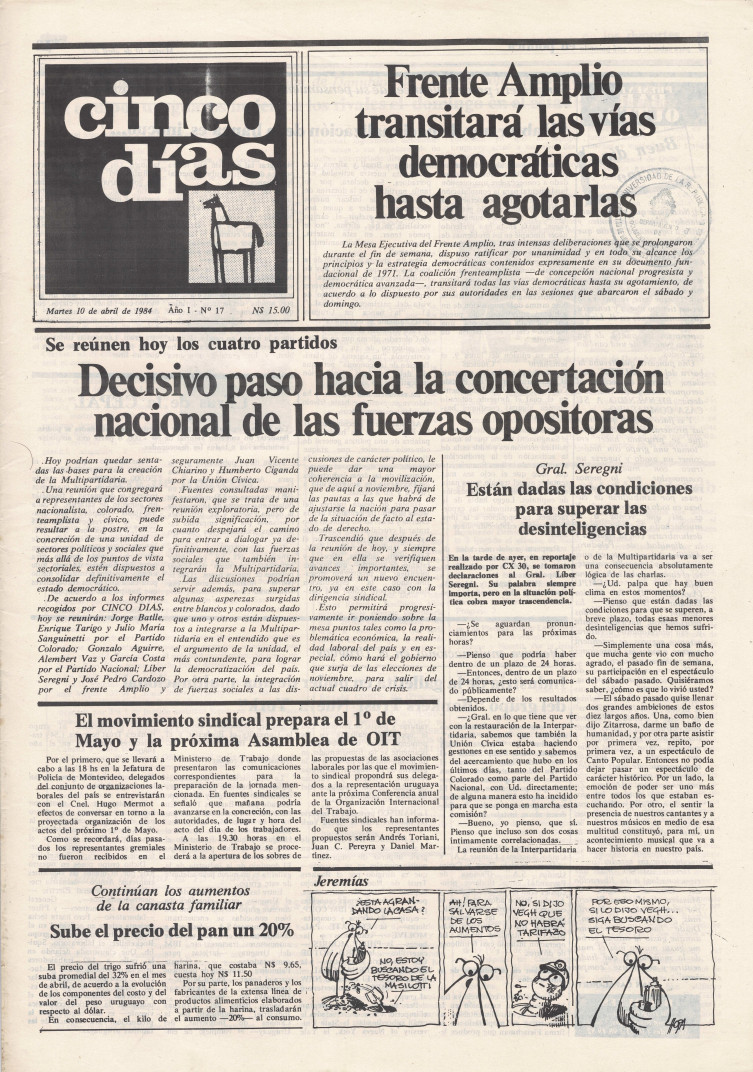 cinco
días
Martes 10 de abril de 1984 Año I - Nº 17 N$ 15.00
Frente Amplio
transitará las vías
democráticas
hasta agotarlas
La Mesa Ejecutiva del Frente Amplio, tras intensas deliberaciones que se prolongaron
durante el fin de semana, dispuso ratificar por unanimidad y en todo su alcance los
principios y la estrategia democráticas contenidos expresamente en su documento fun-
dacional de 1971. La coalición frenteamplista —de concepción nacional progresista y
democrática avanzada—, transitará todas las vías democráticas hasta su agotamiento, de
acuerdo a lo dispuesto por sus autoridades en las sesiones que abarcaron el sábado y
domingo.
Se reúnen hoy los cuatro partidos
Decisivo paso hacia la concertación
nacional de las fuerzas opositoras
.Hoy podrían quedar senta-
das las bases para la creación
de la Multipartidaria.
.Una reunión que congregará
a representantes de los sectores
nacionalista, colorado, fren-
teamplista y cívico, puede
resultar a la postre, en la
concreción de una unidad de
sectores políticos y sociales que
más allá de los puntos de vista
sectoriales, estén dispuestos a
consolidar definitivamente el
estado democrático.
.De acuerdo a los informes
recogidos por CINCO DIAS,
hoy se reunirán: Jorge Batlle,
Enrique Tarigo y Julio María
Sanguinetti por el Partido
Colorado; Gonzalo Aguirre,
Alembert Vaz y García Costa
por el Partido Nacional; Líber
Seregni y José Pedro Cardozo
por el frente Amplio y
seguramente Juan Vicente
Chiarino y Humberto Ciganda
por la Unión Cívica.
.Fuentes consultadas mani-
festaron, que se trata de una
reunión exploratoria, pero de
subida significación, por
cuanto despejará el camino
para entrar a dialogar ya de-
finitivamente, con las fuerzas
sociales que también in-
tegrarán la Multipartidaria.
Las discusiones podrían
servir además, para superar
algunas asperezas surgidas
entre blancos y colorados, dado
que uno y otros están dispues-
tos a integrarse a la Multipar-
tidaria en el entendido que es
el argumento de la unidad, el
más contundente, para lograr
la democratización del país.
Por otra parte, la integración
de fuerzas sociales a las dis-
cusiones de carácter político, le
puede dar una mayor
coherencia a la movilización,
que de aquí a noviembre, fijará
las pautas a las que habrá de
ajustarse la nación para pasar
de la situación de facto al esta-
do de derecho.
Trascendió que después de
la reunión de hoy, y siempre
que en ella se verifiquen
avances importantes, se
promoverá un nuevo encuen-
tro, ya en este caso con la
dirigencia sindical.
Esto permitirá progresi-
vamente ir poniendo sobre la
mesa puntos tales como la pro-
blemática económica, la reali-
dad laboral del país y en es-
pecial, cómo hará el gobierno
que surja de las elecciones de
noviembre, para salir del
actual cuadro de crisis.
Gral. Seregni
Están dadas las condiciones
para superar las
desinteligencias
En la tarde de ayer, en reportaje
realizado por CX 30, se tomaron
declaraciones al Gral. Líber
Seregni. Su palabra siempre
importa, pero en la situación polí-
tica cobra mayor trascendencia.
—¿Se aguardan pronun-
ciamientos para las próximas
horas?
—Pienso que podría haber
dentro de un plazo de 24 horas.
—Entonces, dentro de un plazo
de 24 horas, ¿esto será comunica-
do públicamente?
—Depende de los resultados
obtenidos.
—¿Gral. en lo que tiene que ver
con la restauración de la Interpar-
tidaria, sabemos que también la
Unión Cívica estaba haciendo
gestiones en ese sentido y sabemos
del acercamiento que hubo en los
últimos días, tanto del Partido
Colorado como parte del Partido
Nacional, con Ud. directamente;
de alguna manera esto ha incidido
para que se ponga en marcha esta
comisión?
—Bueno, yo pienso, que sí.
Pienso que incluso son dos cosas
íntimamente correlacionadas.
La reunión de la Interpartidaria
o de la Multipartidaria va a ser
una consecuencia absolutamente
lógica de las charlas.
—¿Ud. palpa que hay buen
clima en estos momentos?
—Pienso que están dadas las
condiciones para que se superen, a
breve plazo, todas esaas menores
desinteligencias que hemos sufri-
do.
—Simplemente una cosa más,
que mucha gente vio con mucho
agrado, el pasado fin de semana,
su participación en el espectáculo
del sábado pasado. Quisiéramos
saber, ¿cómo es que lo vivió usted?
—El sábado pasado quise llenar
dos grandes ambiciones de estos
diez largos años. Una, como bien
dijo Zitarrosa, darme un baño de
humanidad, y por otra parte asistir
por primera vez, repito, por
primera vez, a un espectáculo de
Canto Popular. Entonces no podía
dejar pasar un espectáculo de
carácter histórico. Por un lado, la
emoción de poder ser uno más
entre todos los que estaban es-
cuchando. Por otro, el sentir la
presencia de nuestros cantantes y a
nuestros músicos en medio de esa
multitud constituyó, para mí, un
acontecimiento musical que va a
hacer historia en nuestro país.
El movimiento sindical prepara el 1º de
Mayo y la próxima Asamblea de OIT
Por el primero, que se llevará a
cabo a las 18 hs en la Jefatura de
Policía de Montevideo, delegados
del conjunto de organizaciones la-
borales del país se entrevistarán
con el Cnel. Hugo Mermot a
efectos de conversar en torno a la
proyectada organización de los
actos del próximo 1º de Mayo.
Como se recordará, días pasa-
dos los representantes gremiales
no fueron recibidos en el
Ministerio de Trabajo donde
presentaron las comunicaciones
correspondientes para la
preparación de la jornada men-
cionada. En fuentes sindicales se
señaló que mañana podría
avanzarse en la concreción, con las
autoridades, de lugar y hora del
acto del día de los trabajadores.
A las 19.30 horas en el
Ministerio de Trabajo se proce-
derá a la apertura de los sobres de
las propuestas de las asociaciones
laborales por las que el movimien-
to sindical propondrá sus delega-
dos a la representación uruguaya
ante la próxima Conferencia anual
de la Organización Internacional
del Trabajo.
Fuentes sindicales han informa-
do que los representantes
propuestos serán Andrés Toriani,
Juan C. Pereyra y Daniel Mar-
tínez.
Continúan los aumentos
de la canasta familiar
Sube el precio del pan un 20%
El precio del trigo sufrió una
suba promedial del 32% en el mes
de abril, de acuerdo a la evolución
de los componentes del costo y del
valor del peso uruguayo con
respecto al dólar.
En consecuencia, el kilo de
harina, que costaba N$ 9.65,
cuesta hoy N$ 11.50
Por su parte, los panaderos y los
fabricantes de la extensa línea de
productos alimenticios elaborados
a partir de la harina, trasladarán
el aumento —20%— al consumo.
Jeremías
¿ESTA AGRAN-
DANDO LA CASA?
NO, ESTOY
BUSCANDO EL
TESORO DE LA
MASILOTTI
AH! PARA
SALVARSE
DE LOS
AUMENTOS
NO, SI DIJO
VEGH QUE
NO HABRÁ
TARIFAZO
POR ESO MISMO,
SI LO DIJO VEGH...
SIGA BUSCANDO
EL TESORO